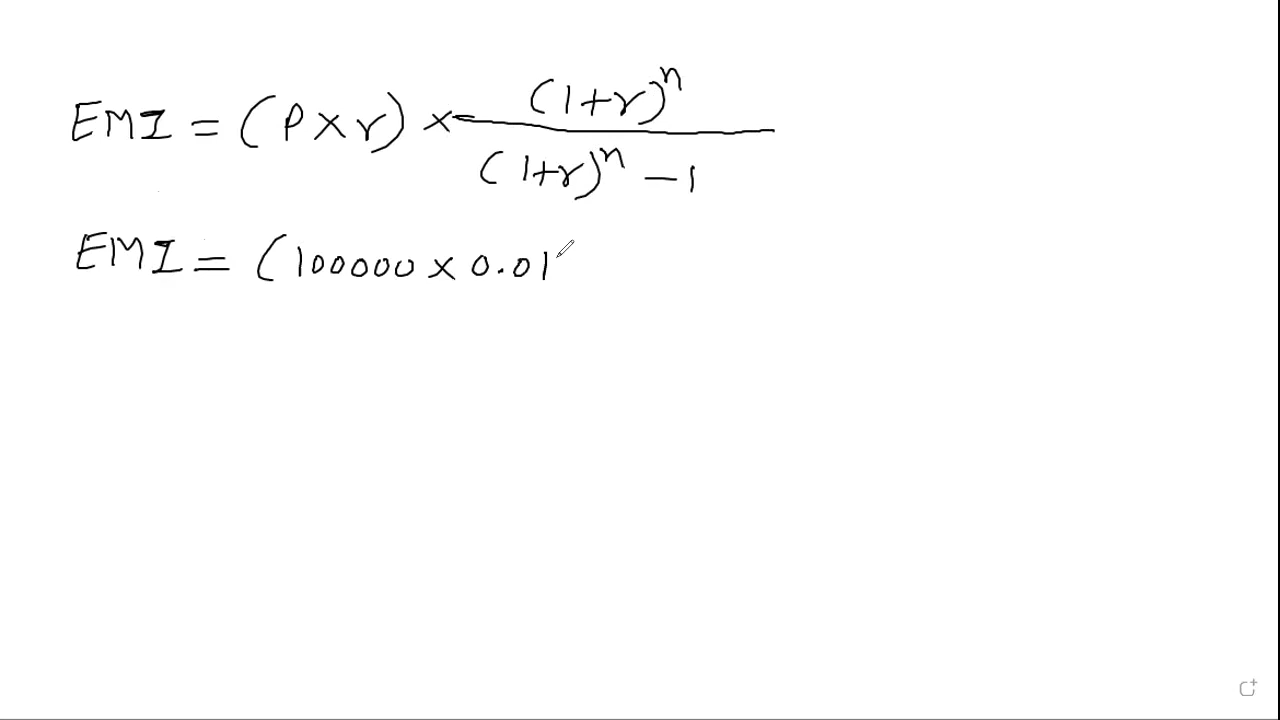 EMI = (P × r) × (1+r)^n / (1+r)^n − 1
EMI = (100000 × 0.01